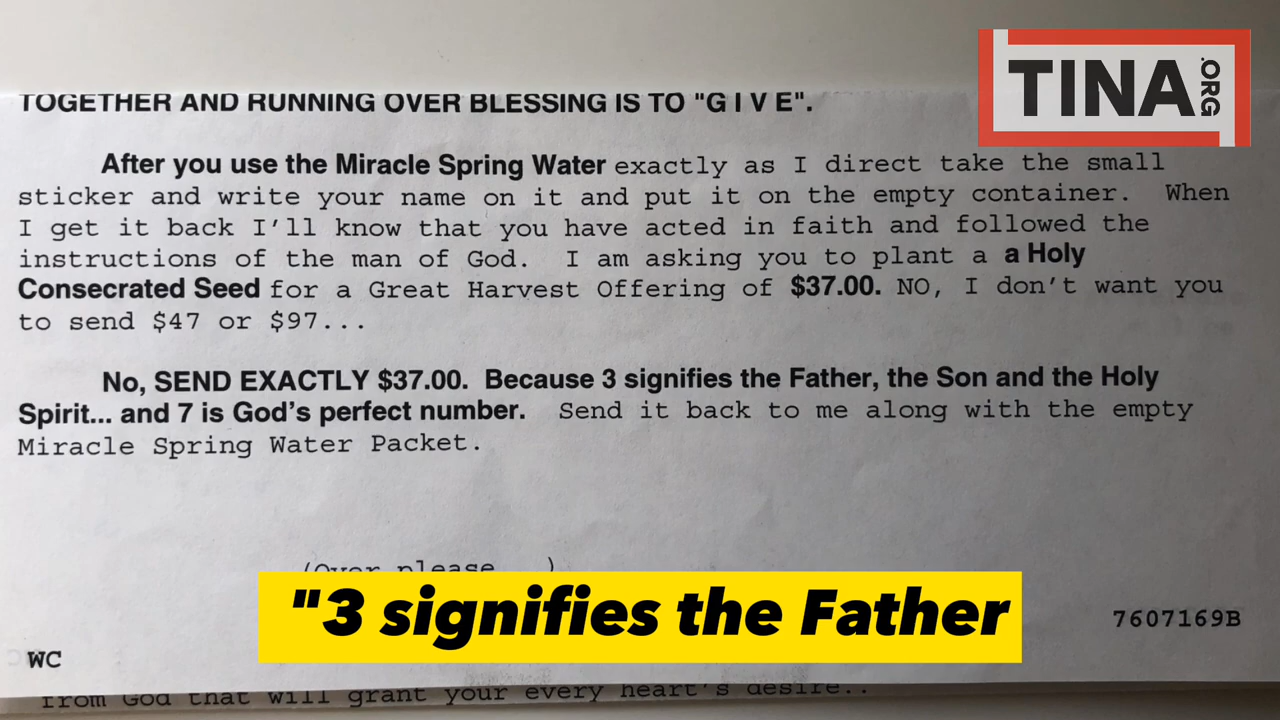 TOGETHER AND RUNNING OVER BLESSING IS TO "G I V E".
TINA.ORG
After you use the Miracle Spring Water exactly as I direct take the small
sticker and write your name on it and put it on the empty container. When
I get it back I'll know that you have acted in faith and followed the
instructions of the man of God. I am asking you to plant a a Holy
Consecrated Seed for a Great Harvest Offering of $37.00. NO, I don't want you
to send $47 or $97...
No, SEND EXACTLY $37.00. Because 3 signifies the Father, the Son and the Holy
Spirit... and 7 is God's perfect number. Send it back to me along with the empty
Miracle Spring Water Packet.
(Over please )
"3 signifies the Father
7607169B
WC
from God that will grant your every heart's desire..